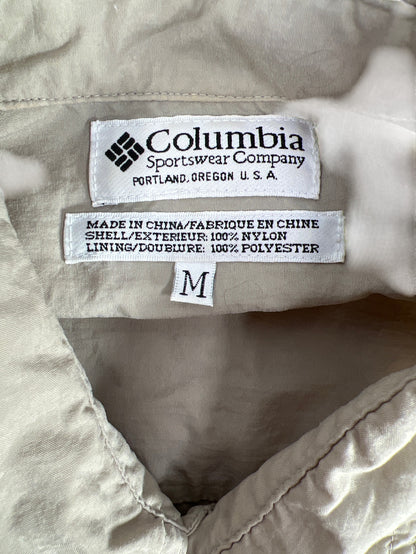 Columbia
Sportswear Company
PORTLAND, OREGON U. S. A.
MADE IN CHINA/FABRIQUE EN CHINE
SHELL/EXTERIEUR: 100% NYLON
LINING/DOUBLURE: 100% POLYESTER
M